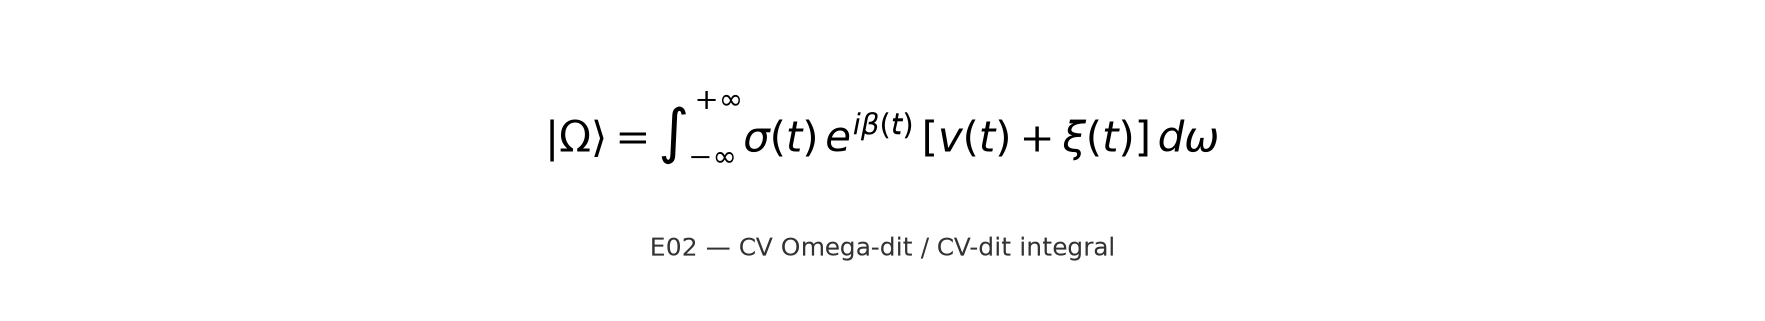 |Ω⟩ = ∫_{−∞}^{+∞} σ(t) e^{iβ(t)} [v(t) + ξ(t)] dω
E02 — CV Omega-dit / CV-dit integral